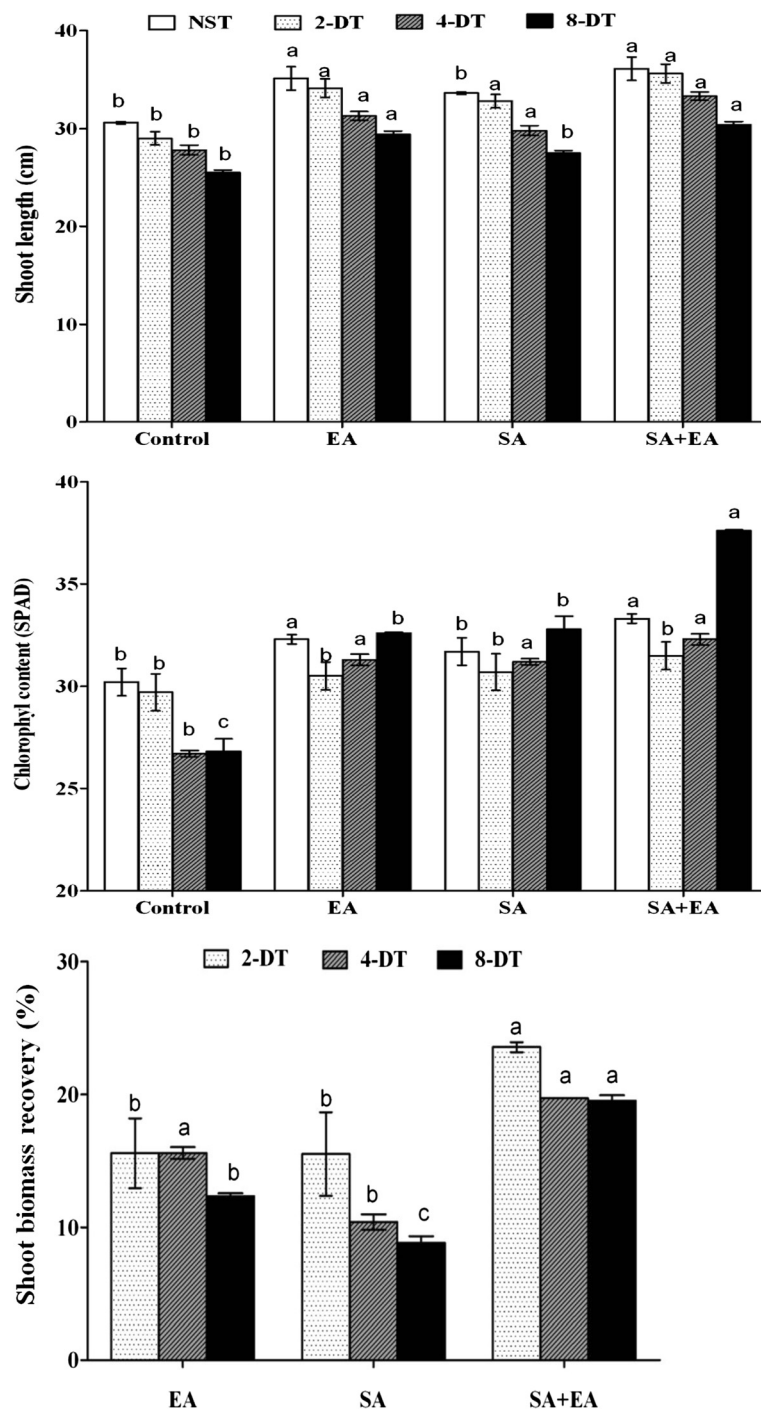 NST 2-DT 4-DT 8-DT
40
30
20
10
0
Shoot length (cm)
b b b b
a a a a
b a a b
a a a a
Control EA SA SA+EA
40
35
30
25
20
Chlorophyl content (SPAD)
b b b c
a b a b
b b a b
a b a a
Control EA SA SA+EA
2-DT 4-DT 8-DT
30
20
10
0
Shoot biomass recovery (%)
b a b
b b c
a a a
EA SA SA+EA